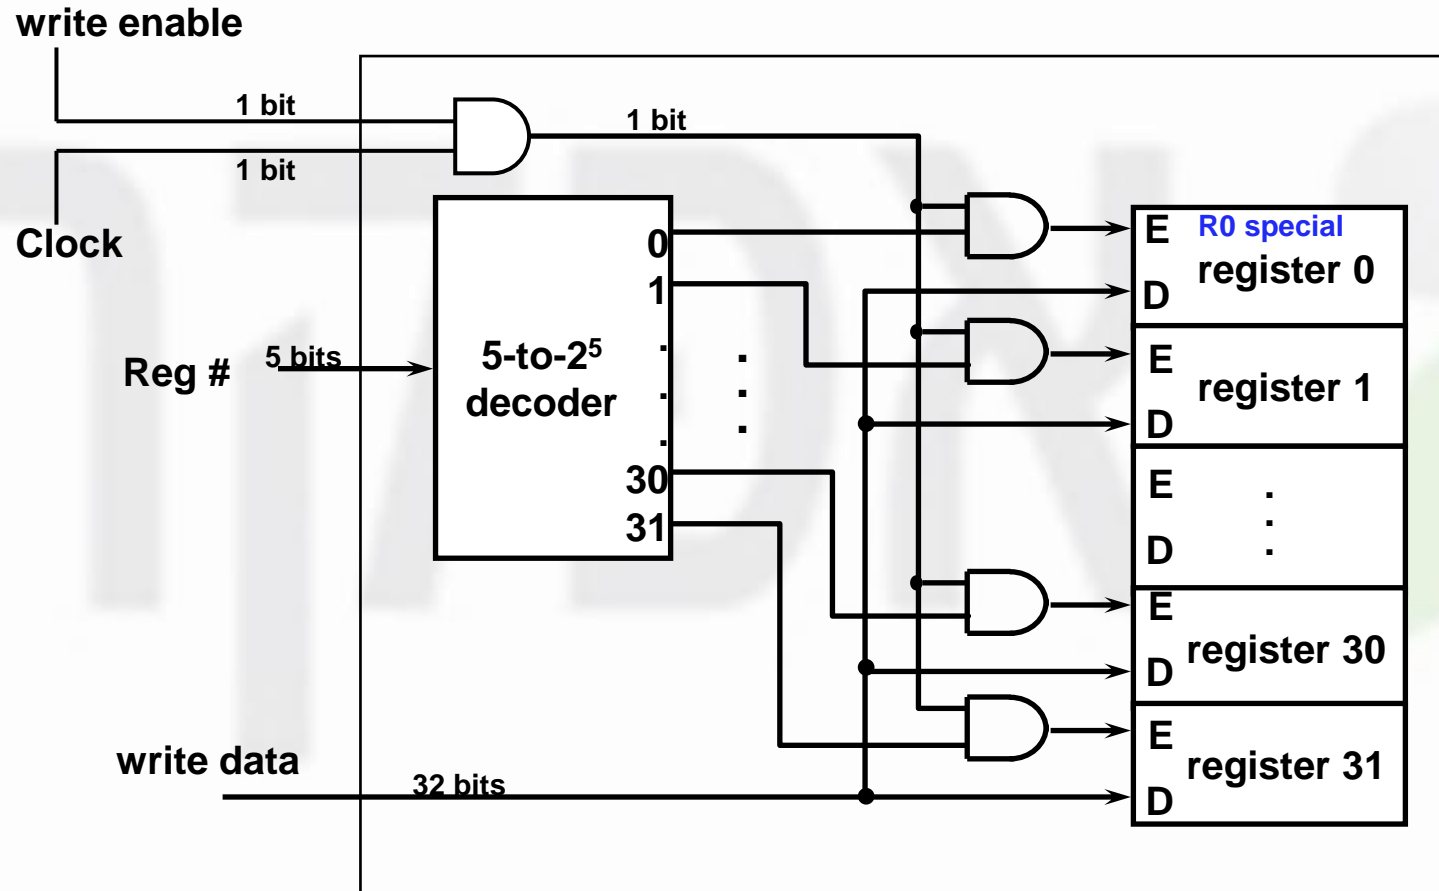 write enable
1 bit
1 bit
1 bit
Clock
0
1
.
.
.
30
31
5-to-2⁵
decoder
Reg #
5 bits
.
.
.
write data
32 bits
E R0 special
register 0
D
E
register 1
D
E
.
.
.
D
E
register 30
D
E
register 31
D